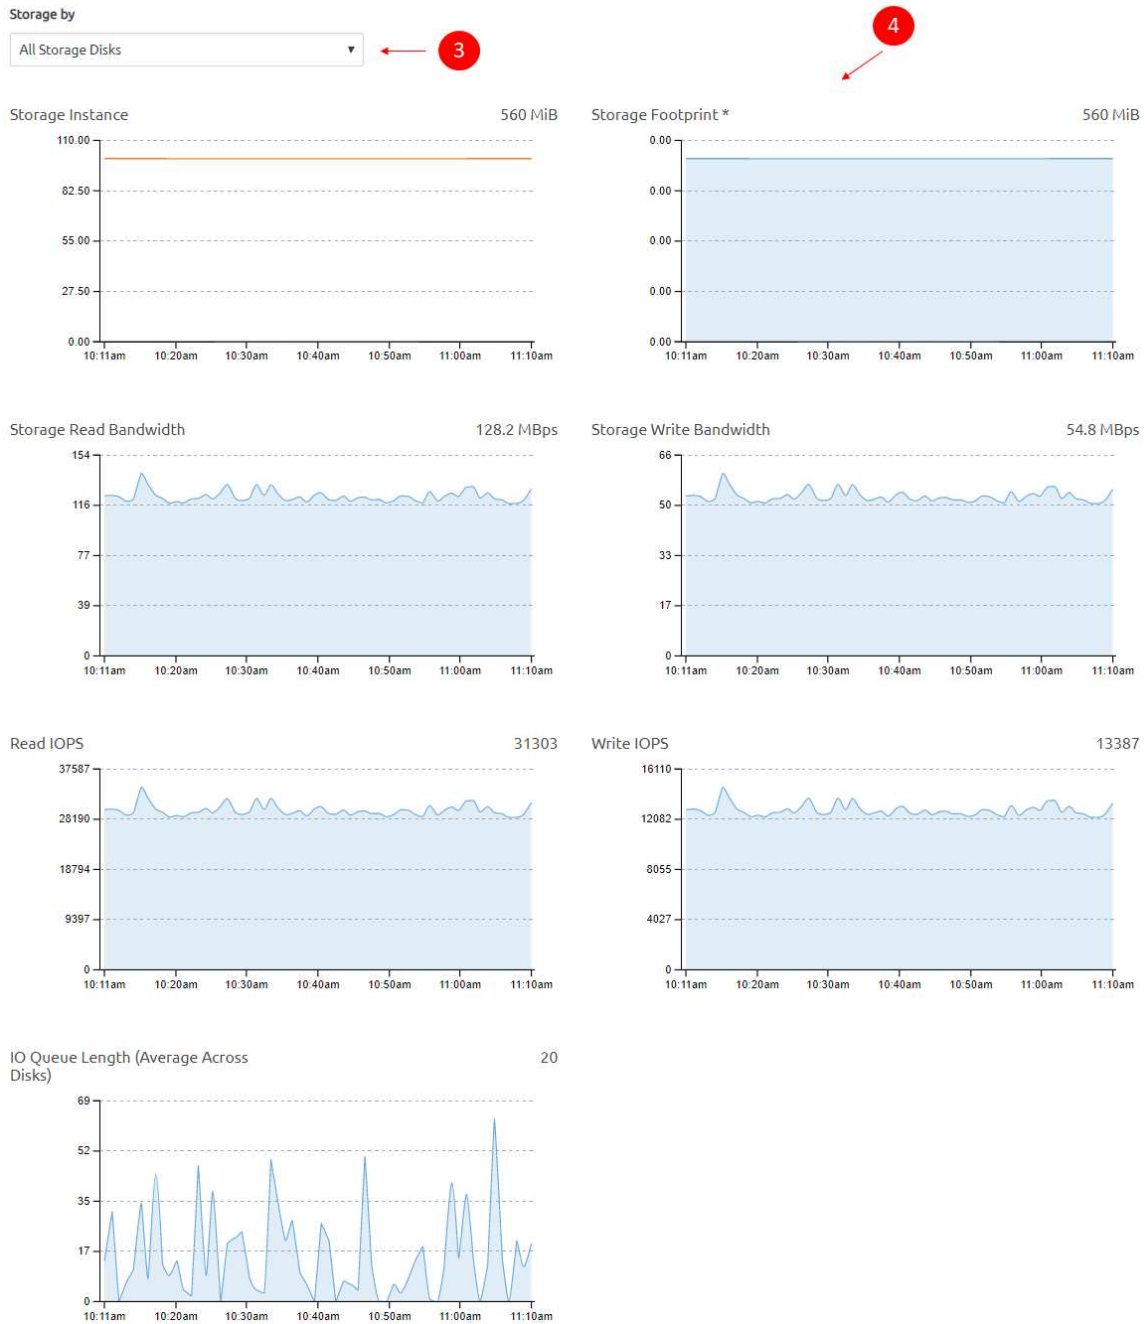 Storage by
All Storage Disks
3
4
Storage Instance 560 MiB
110.00
82.50
55.00
27.50
0.00
10:11am 10:20am 10:30am 10:40am 10:50am 11:00am 11:10am
Storage Footprint * 560 MiB
0.00
0.00
0.00
0.00
0.00
10:11am 10:20am 10:30am 10:40am 10:50am 11:00am 11:10am
Storage Read Bandwidth 128.2 MBps
154
116
77
39
0
10:11am 10:20am 10:30am 10:40am 10:50am 11:00am 11:10am
Storage Write Bandwidth 54.8 MBps
66
50
33
17
0
10:11am 10:20am 10:30am 10:40am 10:50am 11:00am 11:10am
Read IOPS 31303
37587
28190
18794
9397
0
10:11am 10:20am 10:30am 10:40am 10:50am 11:00am 11:10am
Write IOPS 13387
16110
12082
8055
4027
0
10:11am 10:20am 10:30am 10:40am 10:50am 11:00am 11:10am
IO Queue Length (Average Across 20
Disks)
69
52
35
17
0
10:11am 10:20am 10:30am 10:40am 10:50am 11:00am 11:10am